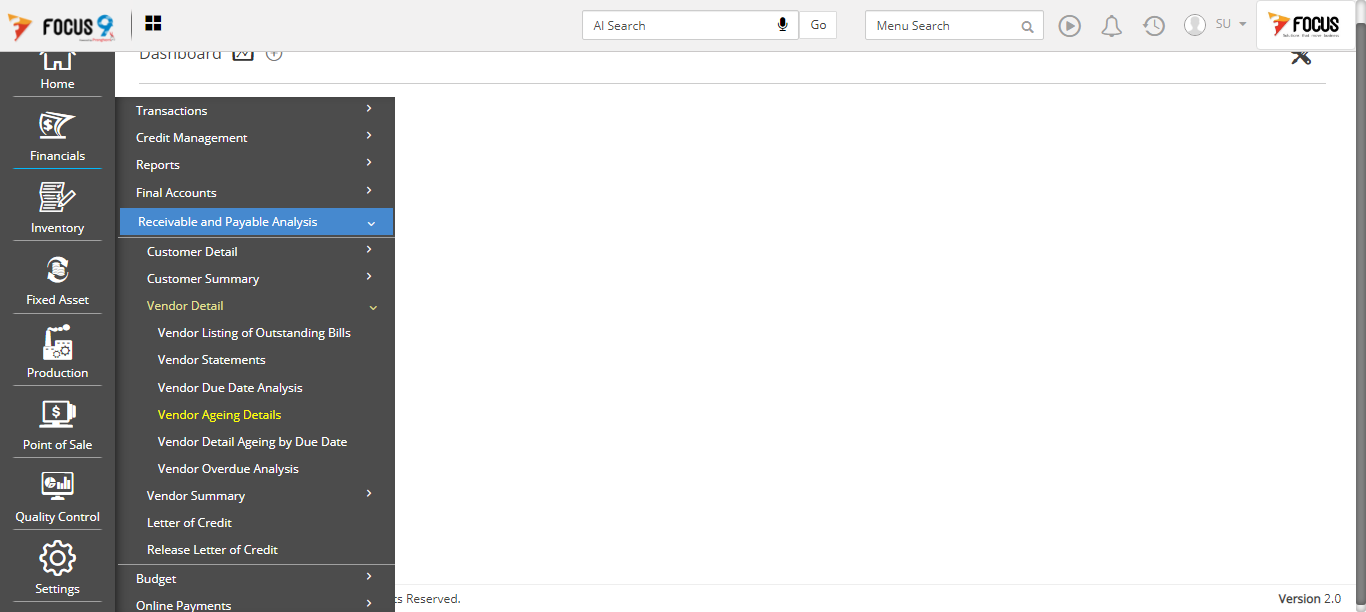 FOCUS 9
AI Search
Go
Menu Search
SU
FOCUS
Dashboard
Home
Financials
Inventory
Fixed Asset
Production
Point of Sale
Quality Control
Settings
Transactions
Credit Management
Reports
Final Accounts
Receivable and Payable Analysis
Customer Detail
Customer Summary
Vendor Detail
Vendor Listing of Outstanding Bills
Vendor Statements
Vendor Due Date Analysis
Vendor Ageing Details
Vendor Detail Ageing by Due Date
Vendor Overdue Analysis
Vendor Summary
Letter of Credit
Release Letter of Credit
Budget
Online Payments
ts Reserved.
Version 2.0